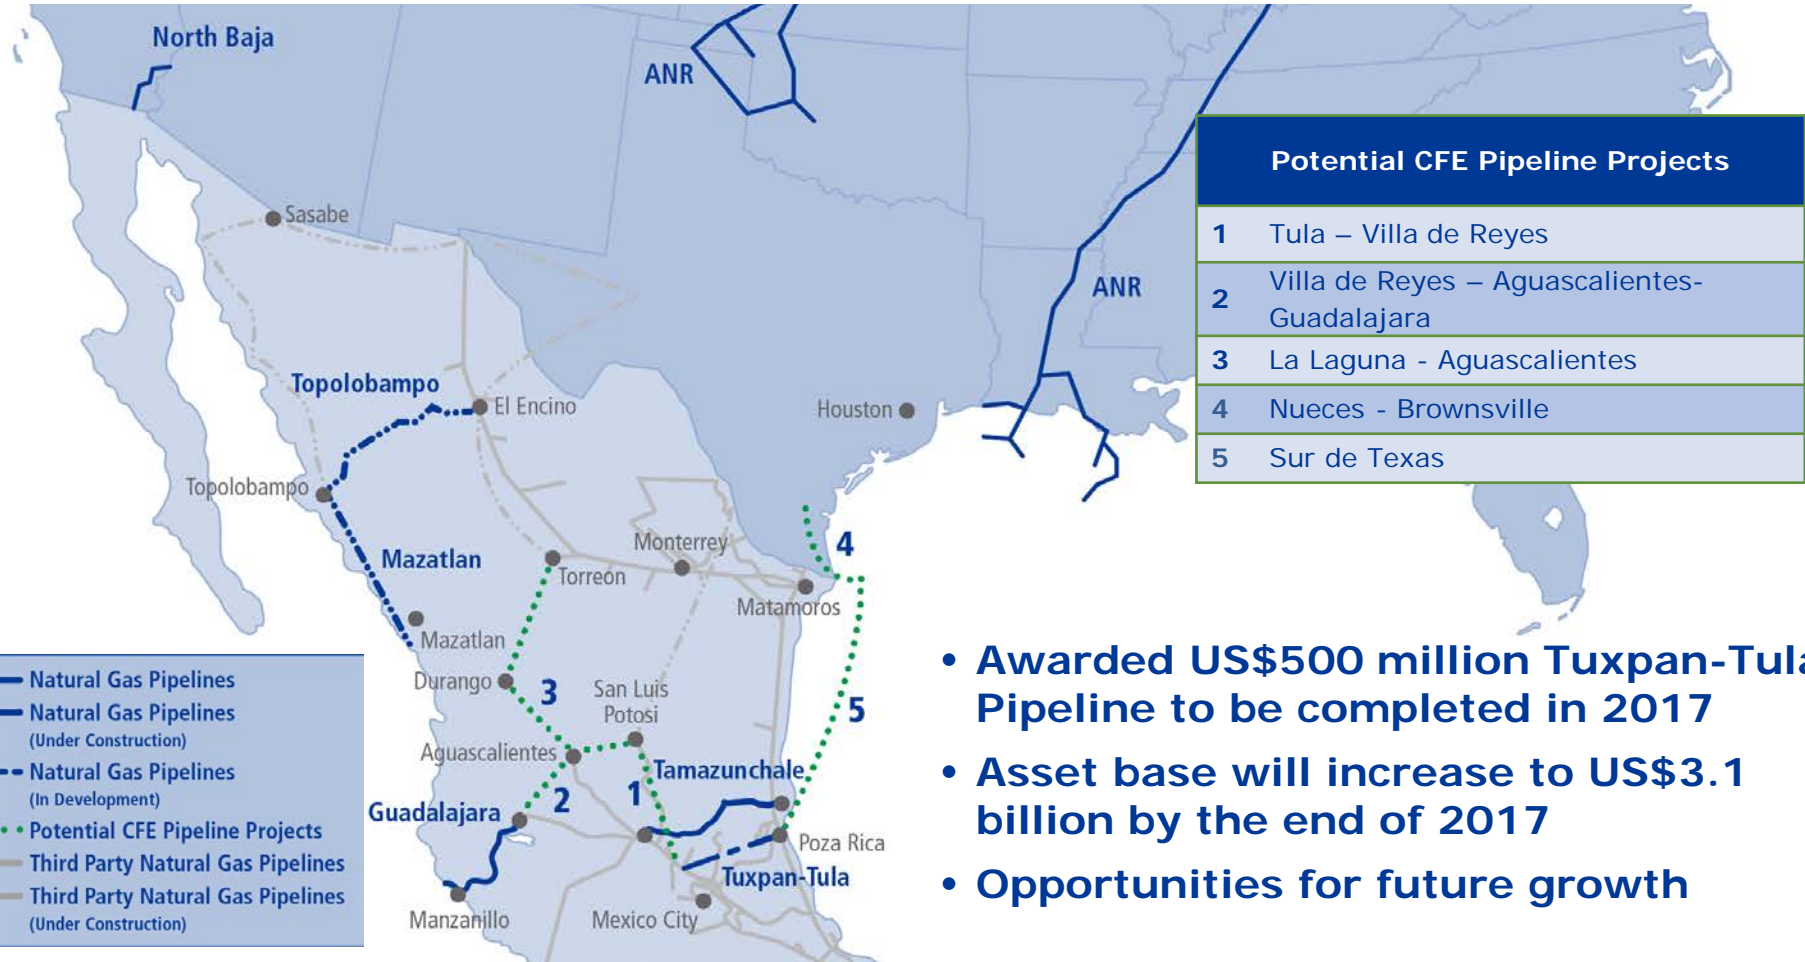 North Baja
ANR
Potential CFE Pipeline Projects
1 Tula – Villa de Reyes
2 Villa de Reyes – Aguascalientes-
Guadalajara
3 La Laguna - Aguascalientes
4 Nueces - Brownsville
5 Sur de Texas
Sasabe
ANR
Topolobampo
El Encino
Houston
Topolobampo
Monterrey
4
Mazatlan
Torreon
Matamoros
Mazatlan
Durango
3
San Luis
Potosi
5
Aguascalientes
Tamazunchale
1
2
Guadalajara
Poza Rica
Tuxpan-Tula
Manzanillo
Mexico City
Natural Gas Pipelines
Natural Gas Pipelines
(Under Construction)
Natural Gas Pipelines
(In Development)
Potential CFE Pipeline Projects
Third Party Natural Gas Pipelines
Third Party Natural Gas Pipelines
(Under Construction)
• Awarded US$500 million Tuxpan-Tula
Pipeline to be completed in 2017
• Asset base will increase to US$3.1
billion by the end of 2017
• Opportunities for future growth